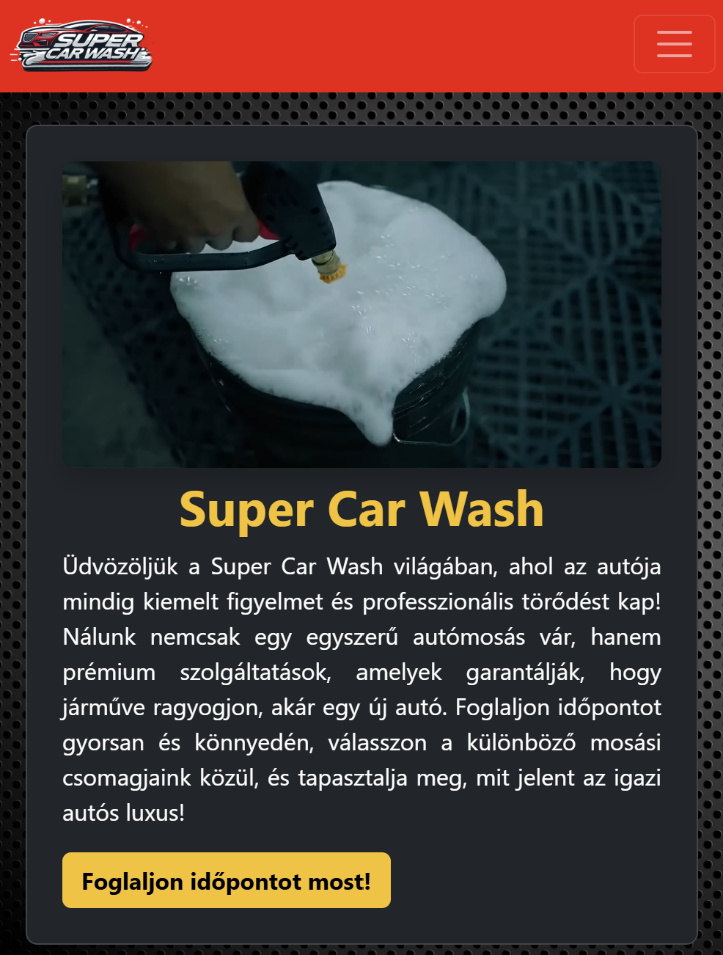 SUPER
CAR WASH
Super Car Wash
Üdvözöljük a Super Car Wash világában, ahol az autója
mindig kiemelt figyelmet és professzionális törődést kap!
Nálunk nemcsak egy egyszerű autómosás vár, hanem
prémium szolgáltatások, amelyek garantálják, hogy
járműve ragyogjon, akár egy új autó. Foglaljon időpontot
gyorsan és könnyedén, válasszon a különböző mosási
csomagjaink közül, és tapasztalja meg, mit jelent az igazi
autós luxus!
Foglaljon időpontot most!